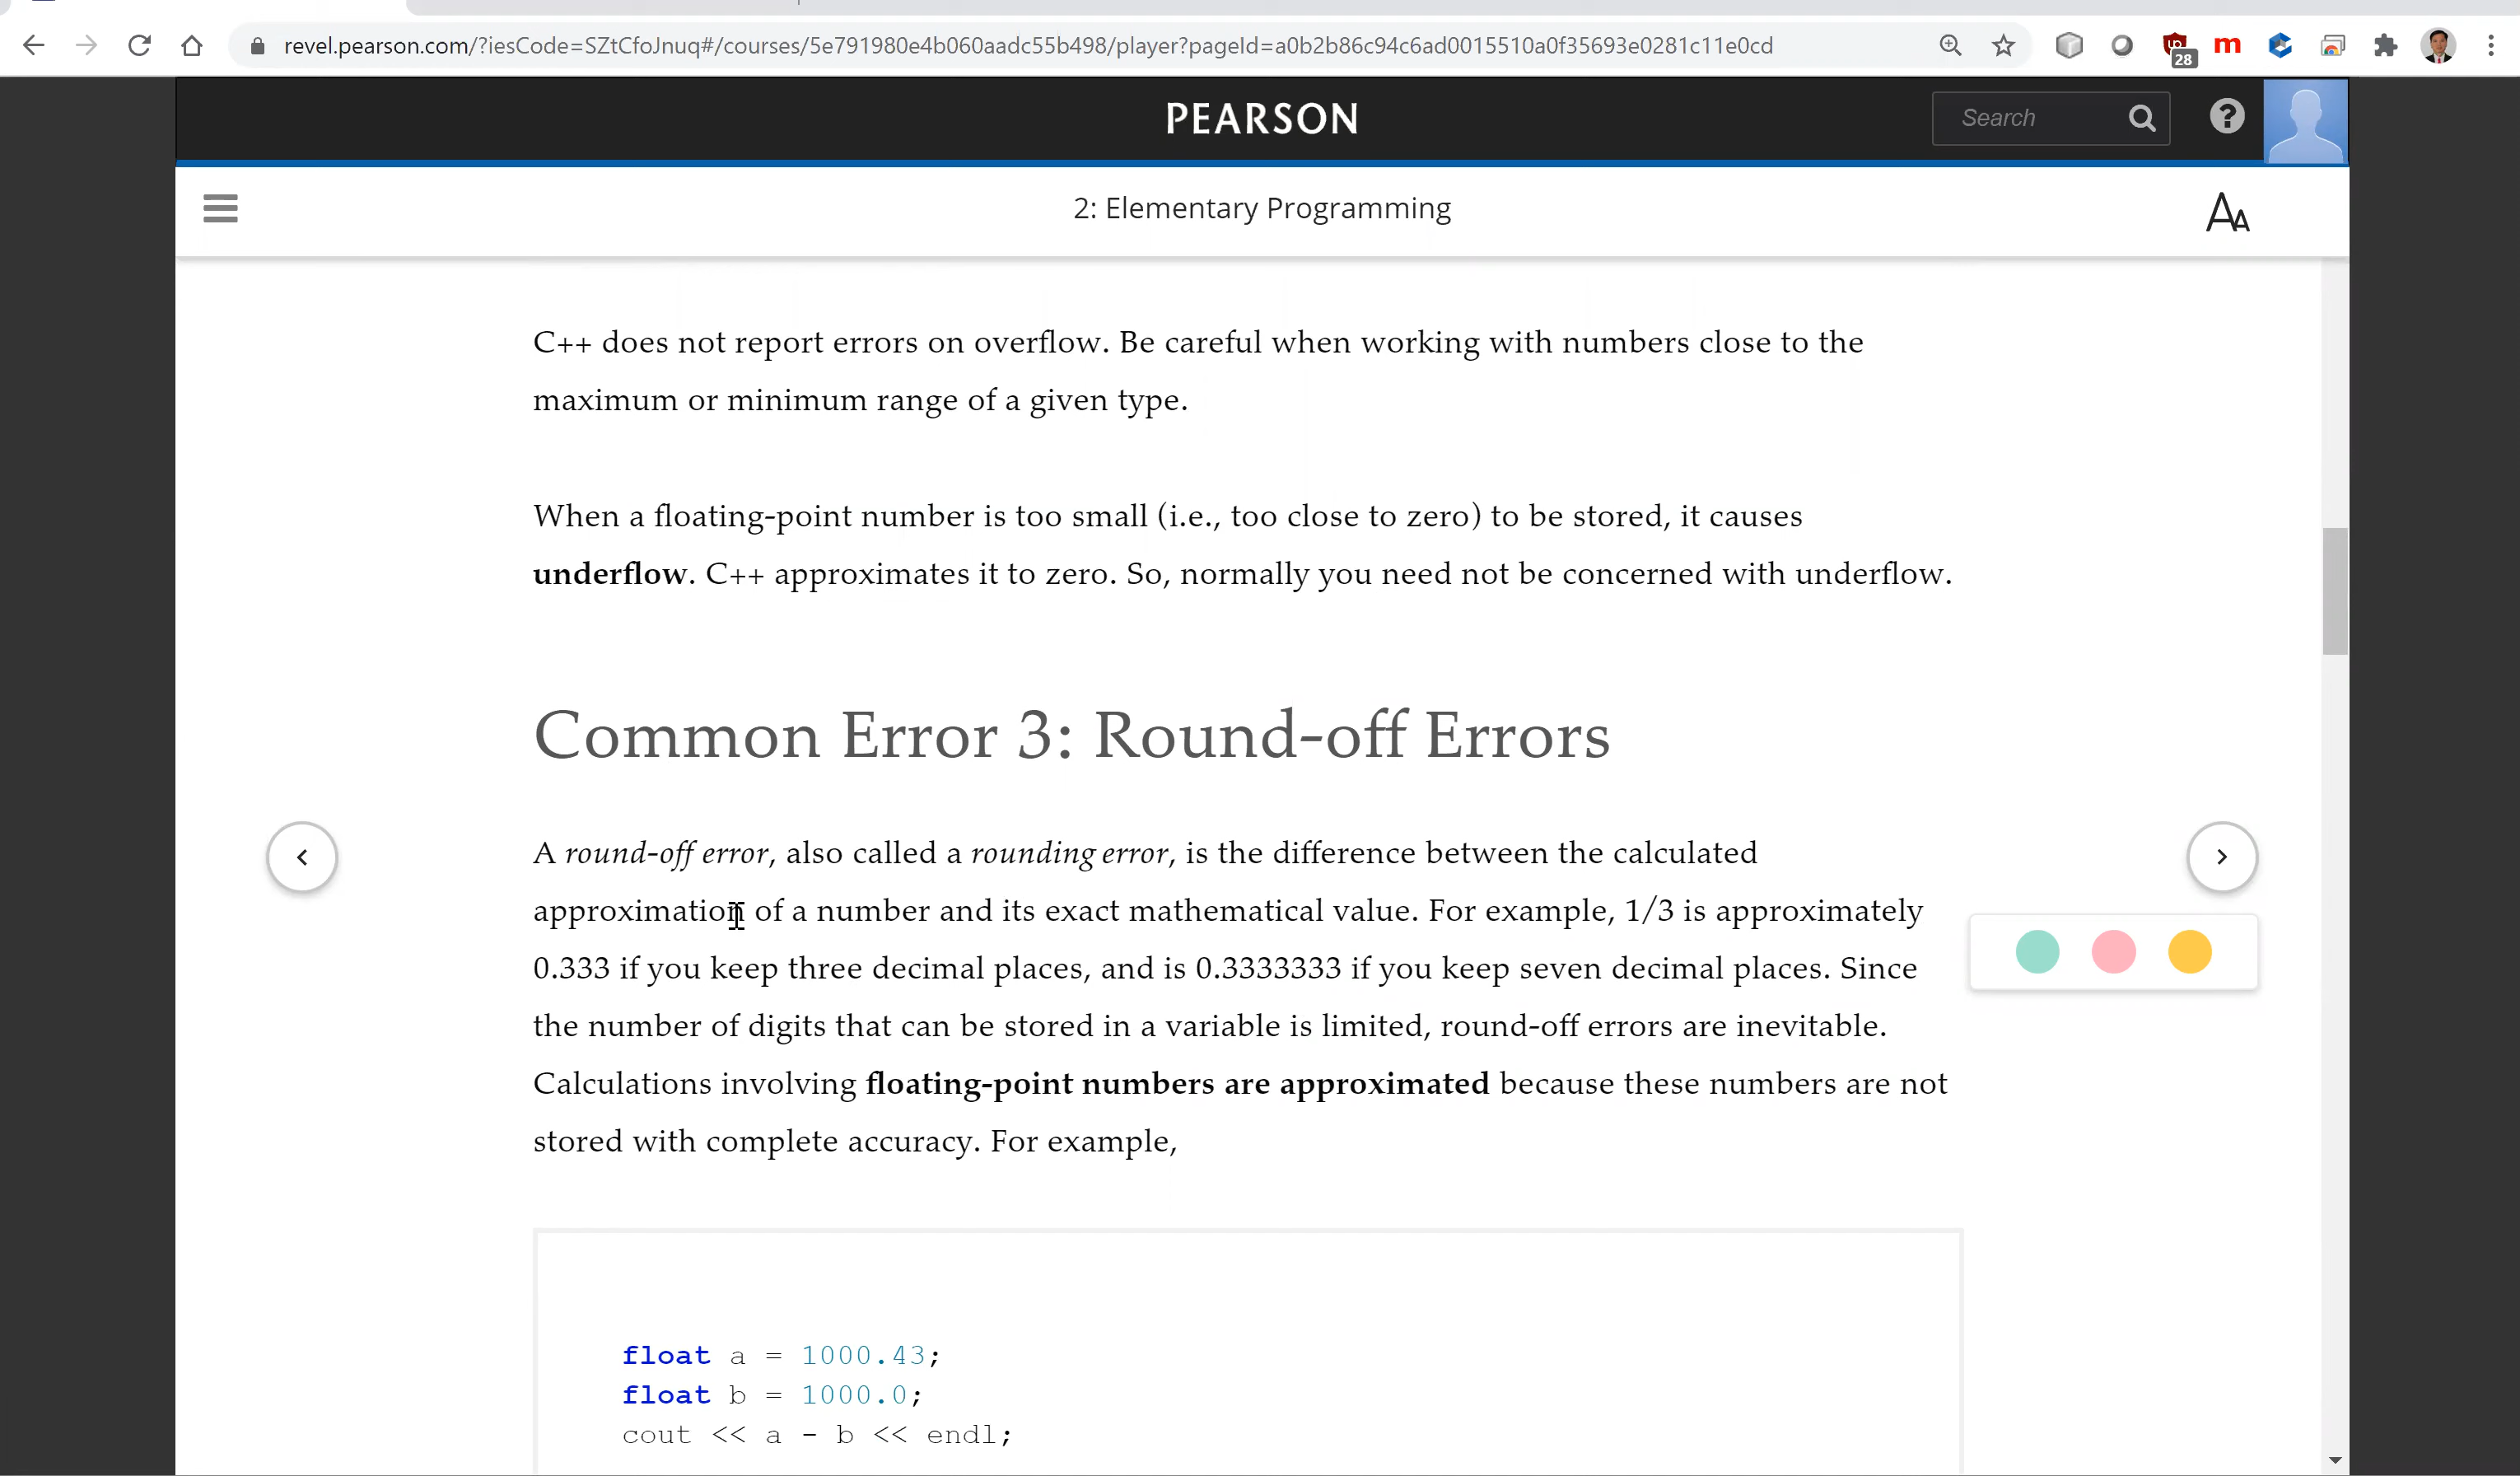 revel.pearson.com/?iesCode=SZtCfoJnuq#/courses/5e791980e4b060aadc55b498/player?pageId=a0b2b86c94c6ad0015510a0f35693e0281c11e0cd
28
m
PEARSON
Search
?
2: Elementary Programming
AA
C++ does not report errors on overflow. Be careful when working with numbers close to the
maximum or minimum range of a given type.
When a floating-point number is too small (i.e., too close to zero) to be stored, it causes
underflow. C++ approximates it to zero. So, normally you need not be concerned with underflow.
Common Error 3: Round-off Errors
A round-off error, also called a rounding error, is the difference between the calculated
approximation of a number and its exact mathematical value. For example, 1/3 is approximately
0.333 if you keep three decimal places, and is 0.3333333 if you keep seven decimal places. Since
the number of digits that can be stored in a variable is limited, round-off errors are inevitable.
Calculations involving floating-point numbers are approximated because these numbers are not
stored with complete accuracy. For example,
float a = 1000.43;
float b = 1000.0;
cout << a - b << endl;